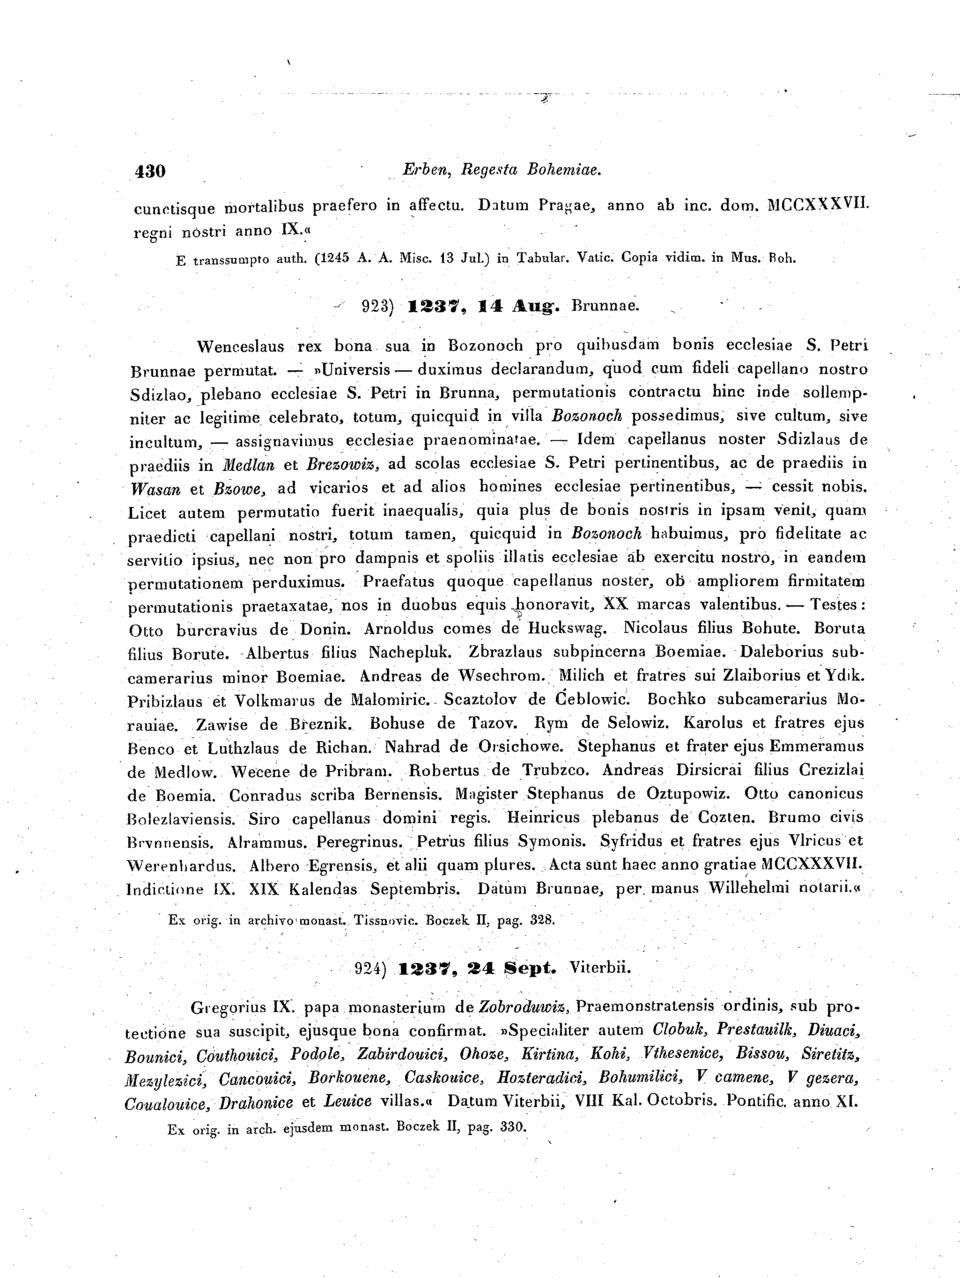 430 Erben, Regesta Bohemiae.
cunctisque mortalibus praefero in affectu. Datum Pragae, anno ab inc. dom. MCCXXXVII.
regni nostri anno IX.«
E transsumpto auth. (1245 A. A. Misc. 13 Jul.) in Tabular. Vatic. Copia vidim. in Mus. Boh.
923) 1237, 14 Aug. Brunnae.
Wenceslaus rex bona sua in Bozonoch pro quibusdam bonis ecclesiae S. Petri
Brunnae permutat. — »Universis — duximus declarandum, quod cum fideli capellano nostro
Sdizlao, plebano ecclesiae S. Petri in Brunna, permutationis contractu hinc inde sollemp-
niter ac legitime celebrato, totum, quicquid in villa Bozonoch possedimus, sive cultum, sive
incultum, — assignavimus ecclesiae praenominatae. — Idem capellanus noster Sdizlaus de
praediis in Medlan et Brezowiz, ad scolas ecclesiae S. Petri pertinentibus, ac de praediis in
Wasan et Bzowe, ad vicarios et ad alios homines ecclesiae pertinentibus, — cessit nobis.
Licet autem permutatio fuerit inaequalis, quia plus de bonis nostris in ipsam venit, quam
praedicti capellani nostri, totum tamen, quicquid in Bozonoch habuimus, pro fidelitate ac
servitio ipsius, nec non pro dampnis et spoliis illatis ecclesiae ab exercitu nostro, in eandem
permutationem perduximus. Praefatus quoque capellanus noster, ob ampliorem firmitatem
permutationis praetaxatae, nos in duobus equis honoravit, XX marcas valentibus. — Testes:
Otto burcravius de Donin. Arnoldus comes de Huckswag. Nicolaus filius Bohute. Boruta
filius Borute. Albertus filius Nachepluk. Zbrazlaus subpincerna Boemiae. Daleborius sub-
camerarius minor Boemiae. Andreas de Wsechrom. Milich et fratres sui Zlaiborius et Ydik.
Pribizlaus et Volkmarus de Malomiric. Scaztolov de Ceblowic. Bochko subcamerarius Mo-
rauiae. Zawise de Breznik. Bohuse de Tazov. Rym de Selowiz. Karolus et fratres ejus
Benco et Luthzlaus de Richan. Nahrad de Orsichowe. Stephanus et frater ejus Emmeramus
de Medlow. Wecene de Pribram. Robertus de Trubzco. Andreas Dirsicrai filius Crezizlai
de Boemia. Conradus scriba Bernensis. Magister Stephanus de Oztupowiz. Otto canonicus
Bolezlaviensis. Siro capellanus domini regis. Heinricus plebanus de Cozten. Brumo civis
Brvnnensis. Alrammus. Peregrinus. Petrus filius Symonis. Syfridus et fratres ejus Vlricus et
Werenhardus. Albero Egrensis, et alii quam plures. Acta sunt haec anno gratiae MCCXXXVII.
Indictione IX. XIX Kalendas Septembris. Datum Brunnae, per manus Willehelmi notarii.«
Ex orig. in archivo monast. Tissnovic. Boczek II, pag. 328.
924) 1237, 24 Sept. Viterbii.
Gregorius IX. papa monasterium de Zobroduwiz, Praemonstratensis ordinis, sub pro-
tectione sua suscipit, ejusque bona confirmat. »Specialiter autem Clobuk, Prestauilk, Diuaci,
Bounici, Couthouici, Podole, Zabirdouici, Ohoze, Kirtina, Kohi, Vthesenice, Bissou, Siretitz,
Mezylezici, Cancouici, Borkouene, Caskouice, Hozteradici, Bohumilici, V camene, V gezera,
Coualouice, Drahonice et Leuice villas.« Datum Viterbii, VIII Kal. Octobris. Pontific. anno XI.
Ex orig. in arch. ejusdem monast. Boczek II, pag. 330.